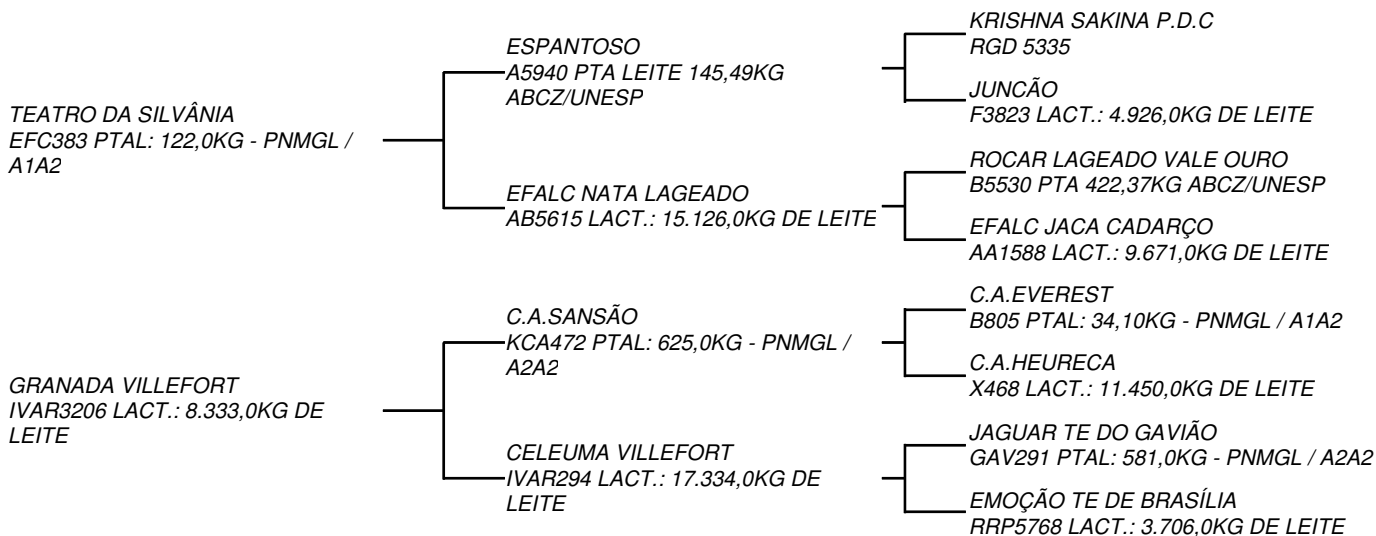 TEATRO DA SILVÂNIA
EFC383 PTAL: 122,0KG - PNMGL /
A1A2
GRANADA VILLEFORT
IVAR3206 LACT.: 8.333,0KG DE
LEITE
ESPANTOSO
A5940 PTA LEITE 145,49KG
ABCZ/UNESP
EFALC NATA LAGEADO
AB5615 LACT.: 15.126,0KG DE LEITE
C.A.SANSÃO
KCA472 PTAL: 625,0KG - PNMGL /
A2A2
CELEUMA VILLEFORT
IVAR294 LACT.: 17.334,0KG DE
LEITE
KRISHNA SAKINA P.D.C
RGD 5335
JUNCÃO
F3823 LACT.: 4.926,0KG DE LEITE
ROCAR LAGEADO VALE OURO
B5530 PTA 422,37KG ABCZ/UNESP
EFALC JACA CADARÇO
AA1588 LACT.: 9.671,0KG DE LEITE
C.A.EVEREST
B805 PTAL: 34,10KG - PNMGL / A1A2
C.A.HEURECA
X468 LACT.: 11.450,0KG DE LEITE
JAGUAR TE DO GAVIÃO
GAV291 PTAL: 581,0KG - PNMGL / A2A2
EMOÇÃO TE DE BRASÍLIA
RRP5768 LACT.: 3.706,0KG DE LEITE